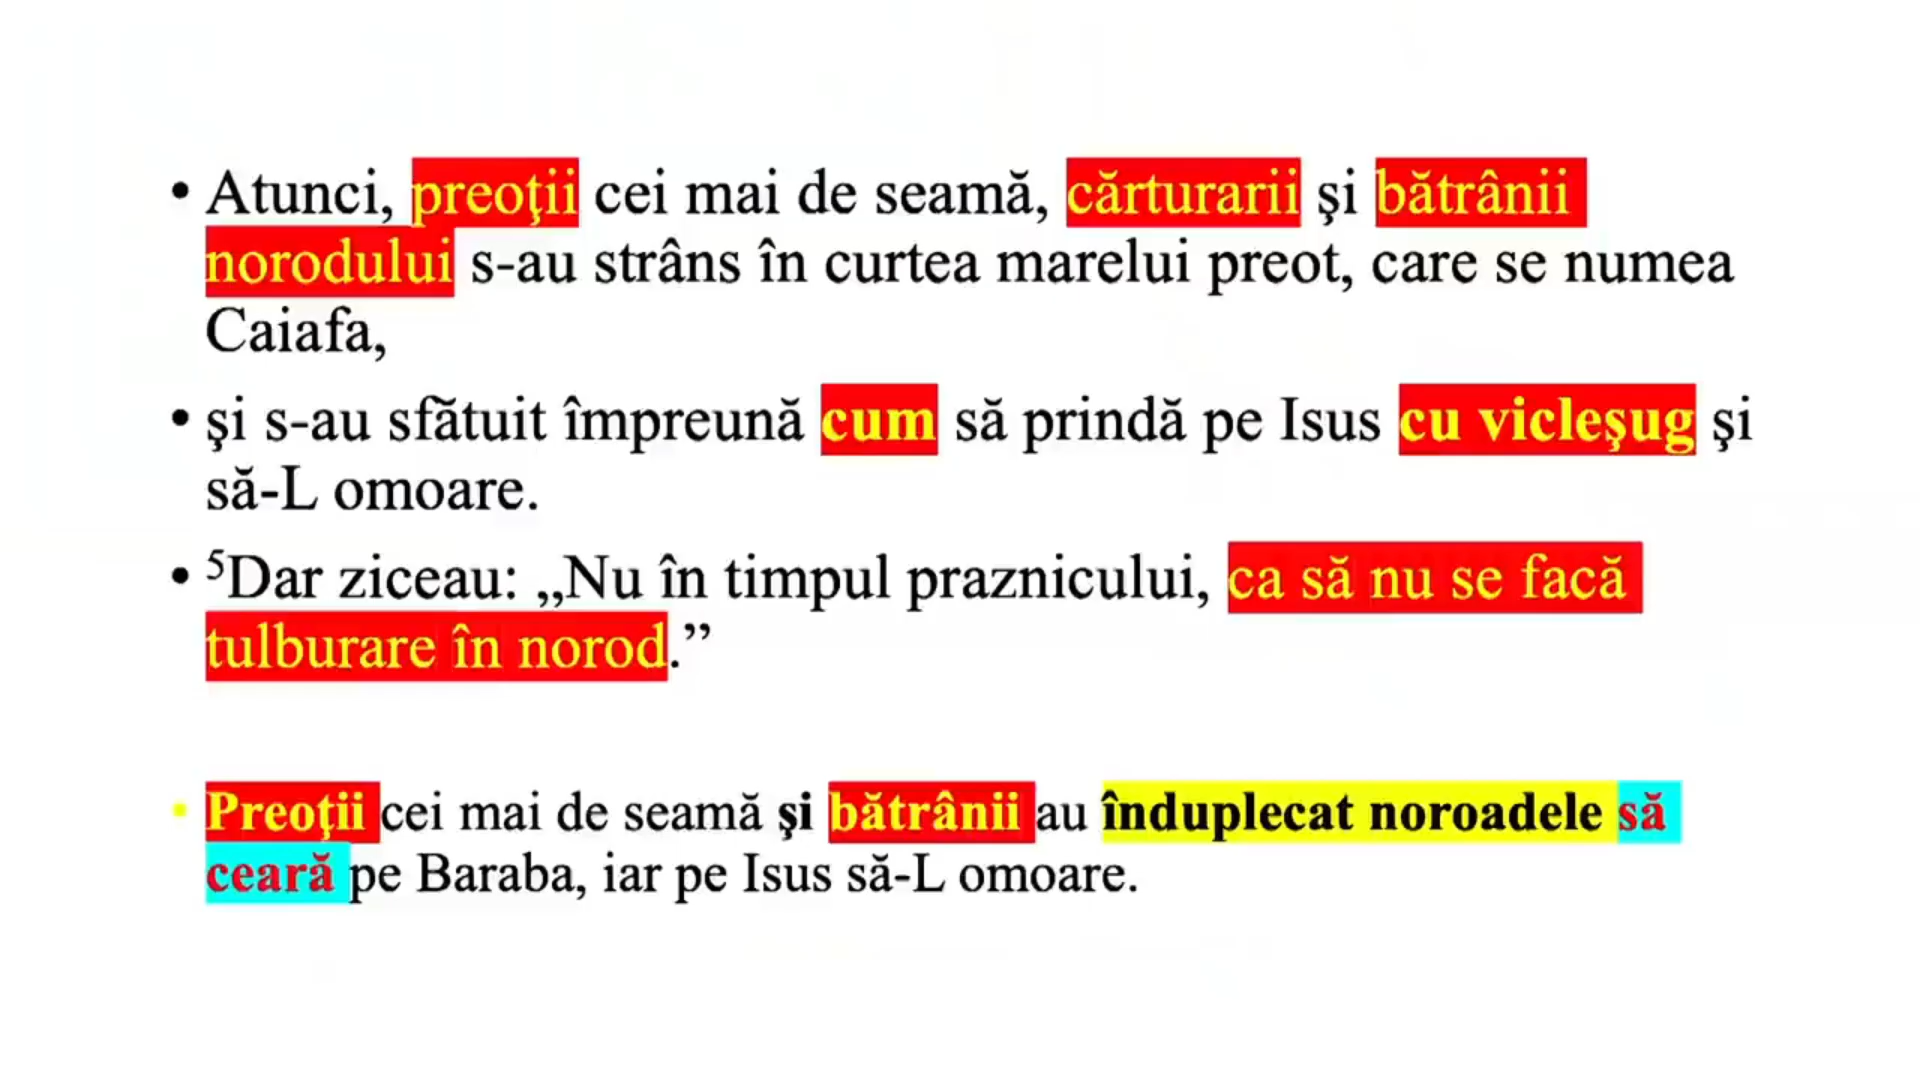 • Atunci, preoţii cei mai de seamă, cărturarii şi bătrânii
norodului s-au strâns în curtea marelui preot, care se numea
Caiafa,
• şi s-au sfătuit împreună cum să prindă pe Isus cu vicleşug şi
să-L omoare.
• ⁵Dar ziceau: „Nu în timpul praznicului, ca să nu se facă
tulburare în norod.”
• Preoţii cei mai de seamă şi bătrânii au înduplecat noroadele să
ceară pe Baraba, iar pe Isus să-L omoare.